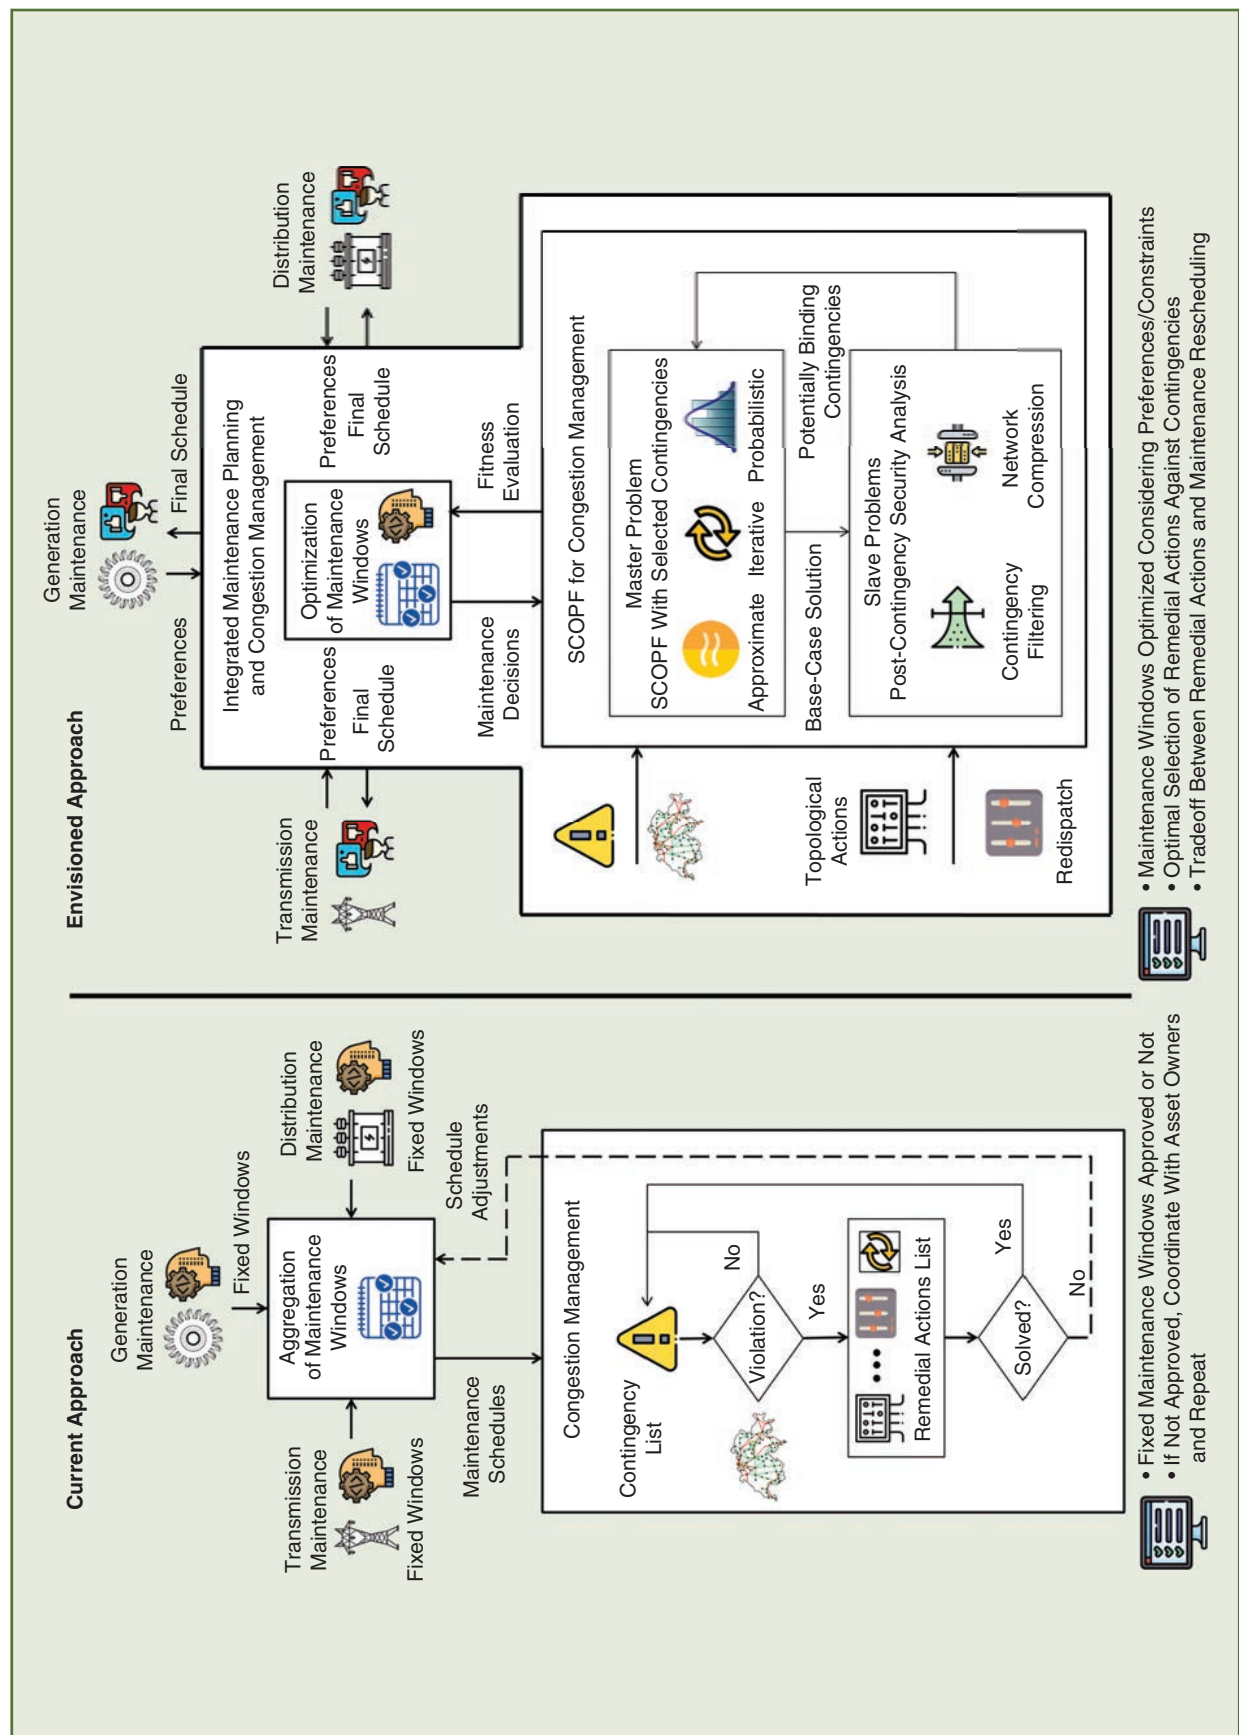 Current Approach
Generation
Maintenance
Fixed Windows
Transmission
Maintenance
Fixed Windows
Aggregation
of Maintenance
Windows
Distribution
Maintenance
Fixed Windows
Maintenance
Schedules
Schedule
Adjustments
Congestion Management
Contingency
List
Violation?
No
Yes
Remedial Actions List
Solved?
Yes
No
• Fixed Maintenance Windows Approved or Not
• If Not Approved, Coordinate With Asset Owners
and Repeat
Envisioned Approach
Generation
Maintenance
Preferences
Final Schedule
Integrated Maintenance Planning
and Congestion Management
Transmission
Maintenance
Preferences
Final
Schedule
Optimization
of Maintenance
Windows
Distribution
Maintenance
Preferences
Final
Schedule
Maintenance
Decisions
Fitness
Evaluation
SCOPF for Congestion Management
Master Problem
SCOPF With Selected Contingencies
Approximate
Iterative
Probabilistic
Base-Case Solution
Potentially Binding
Contingencies
Slave Problems
Post-Contingency Security Analysis
Contingency
Filtering
Network
Compression
Topological
Actions
Redispatch
• Maintenance Windows Optimized Considering Preferences/Constraints
• Optimal Selection of Remedial Actions Against Contingencies
• Tradeoff Between Remedial Actions and Maintenance Rescheduling